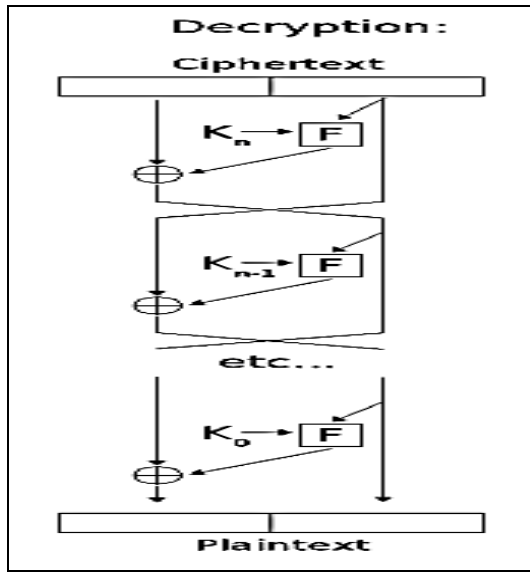 Decryption:
Ciphertext
Kn
F
Kn-1
F
etc...
K0
F
Plaintext